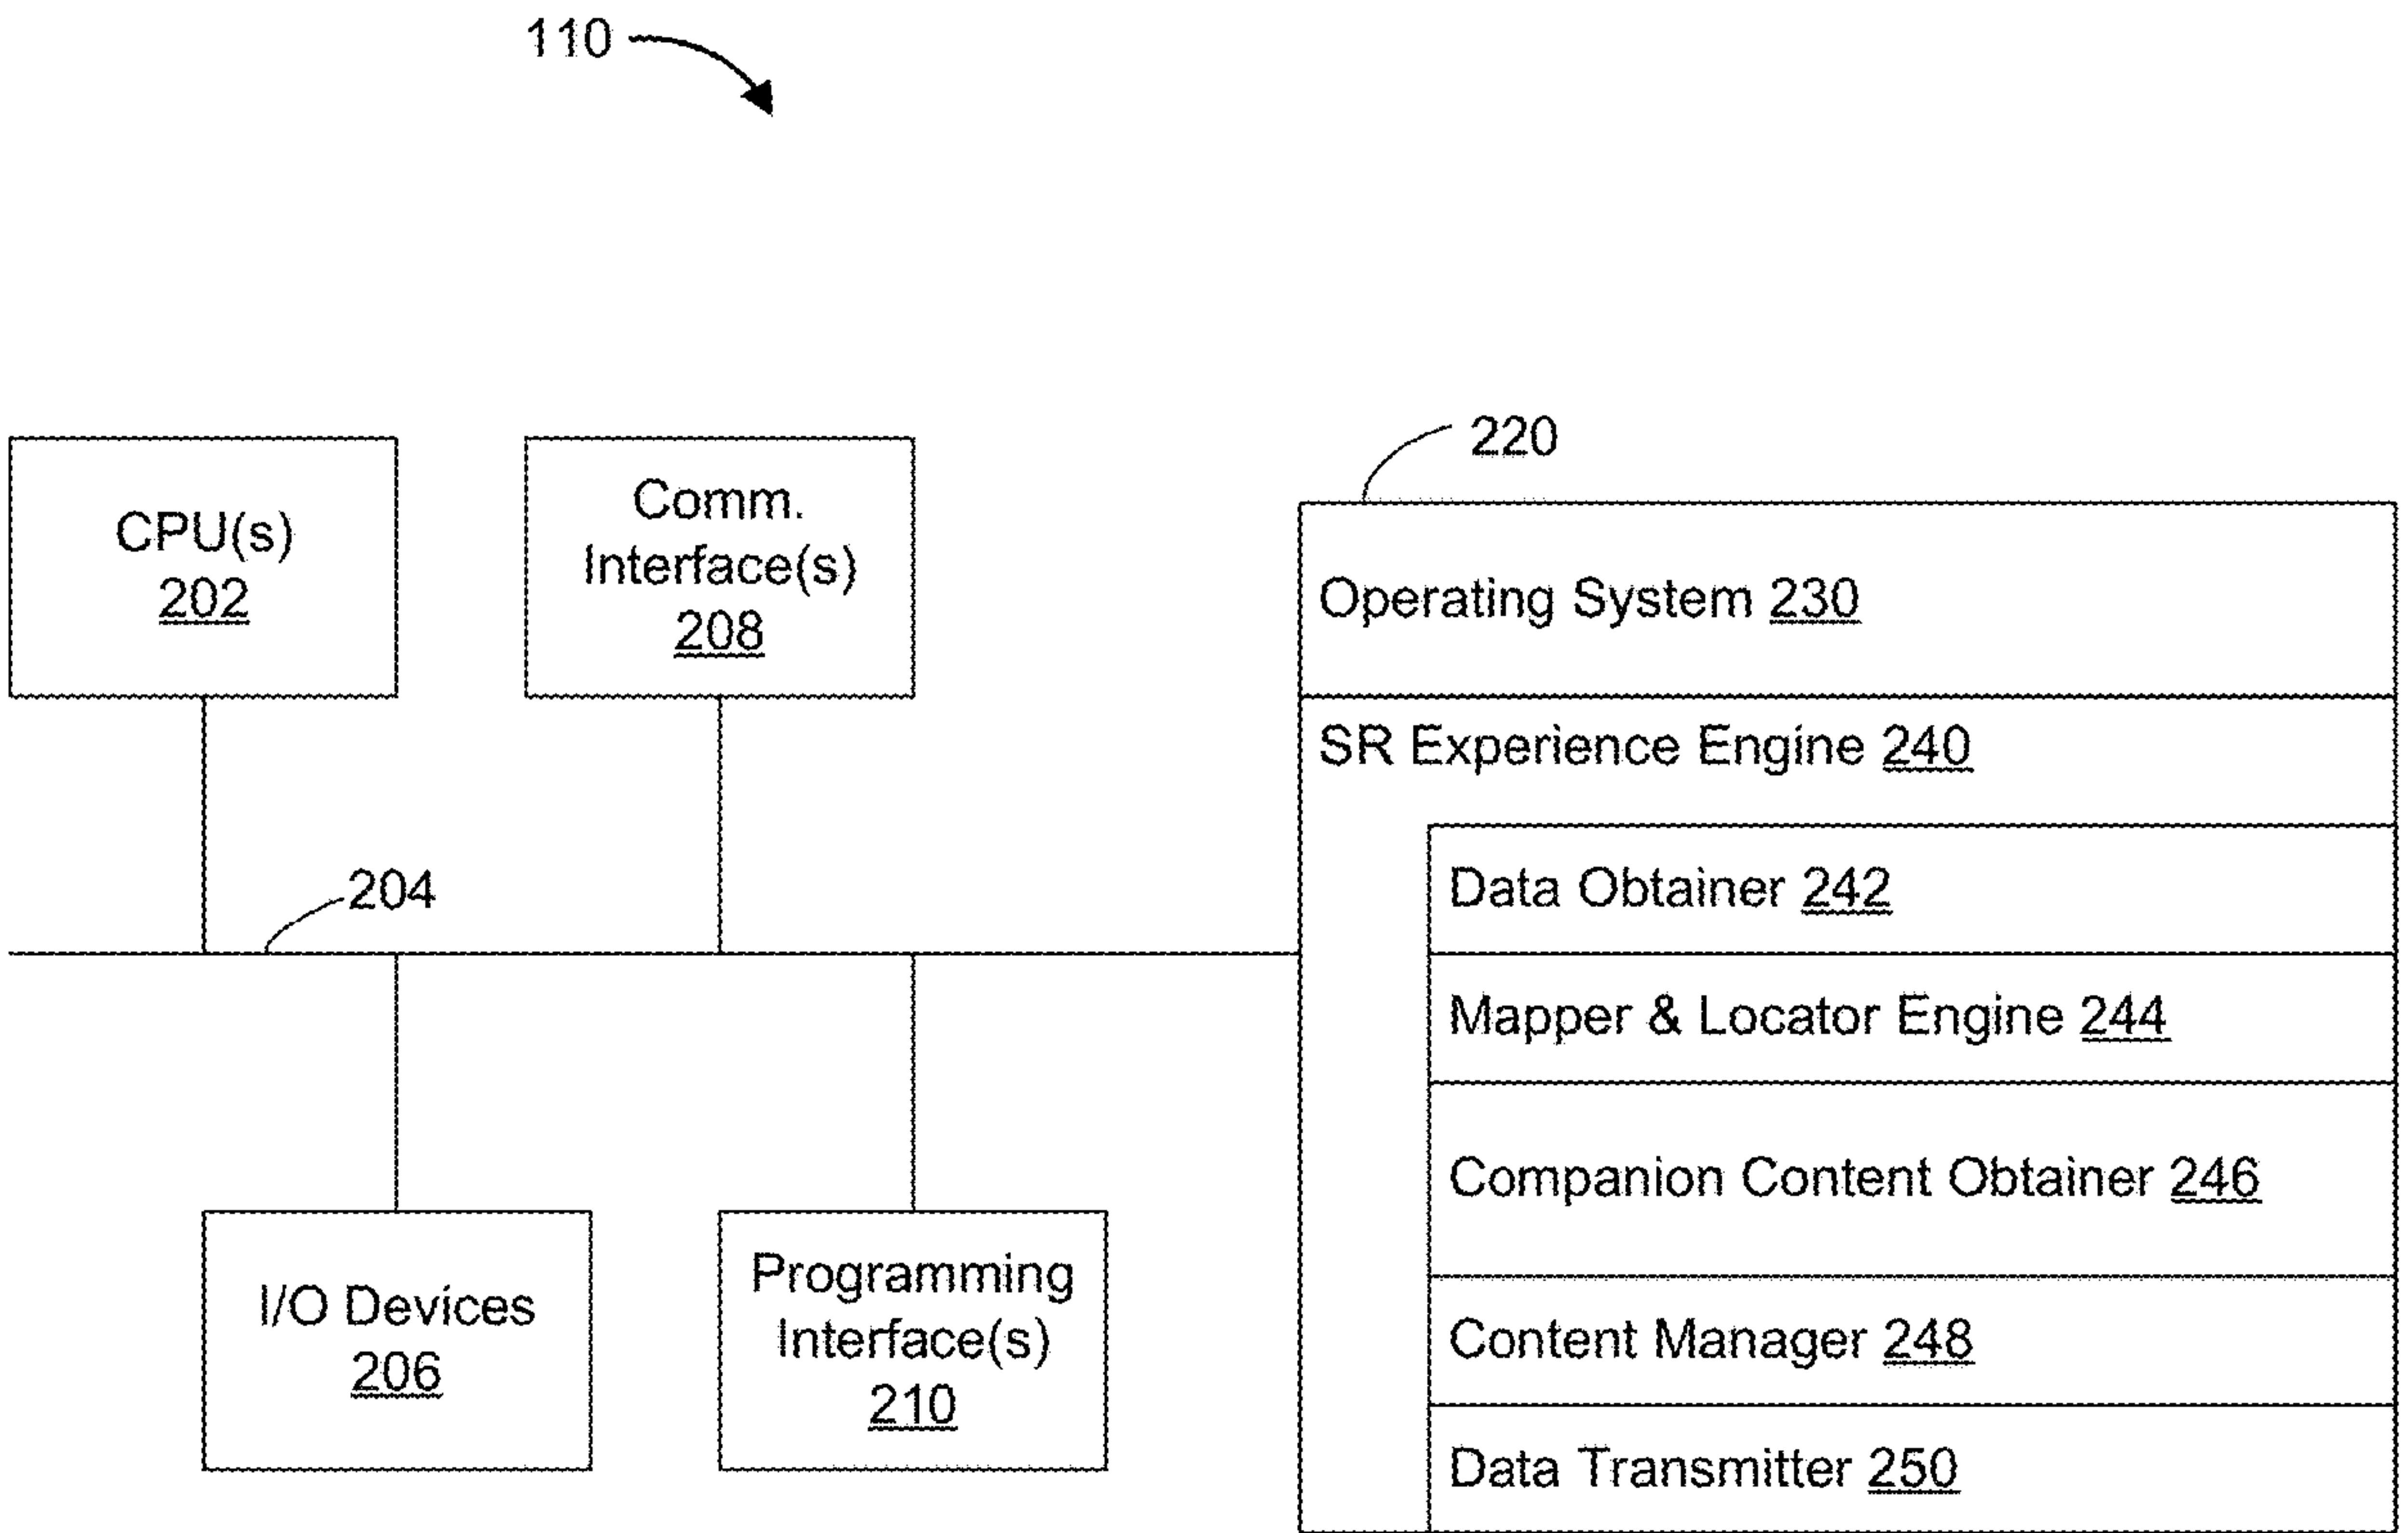 110
220
CPU(s)
202
Comm.
Interface(s)
208
Operating System 230
SR Experience Engine 240
204
Data Obtainer 242
Mapper & Locator Engine 244
Companion Content Obtainer 246
I/O Devices
206
Programming
Interface(s)
210
Content Manager 248
Data Transmitter 250